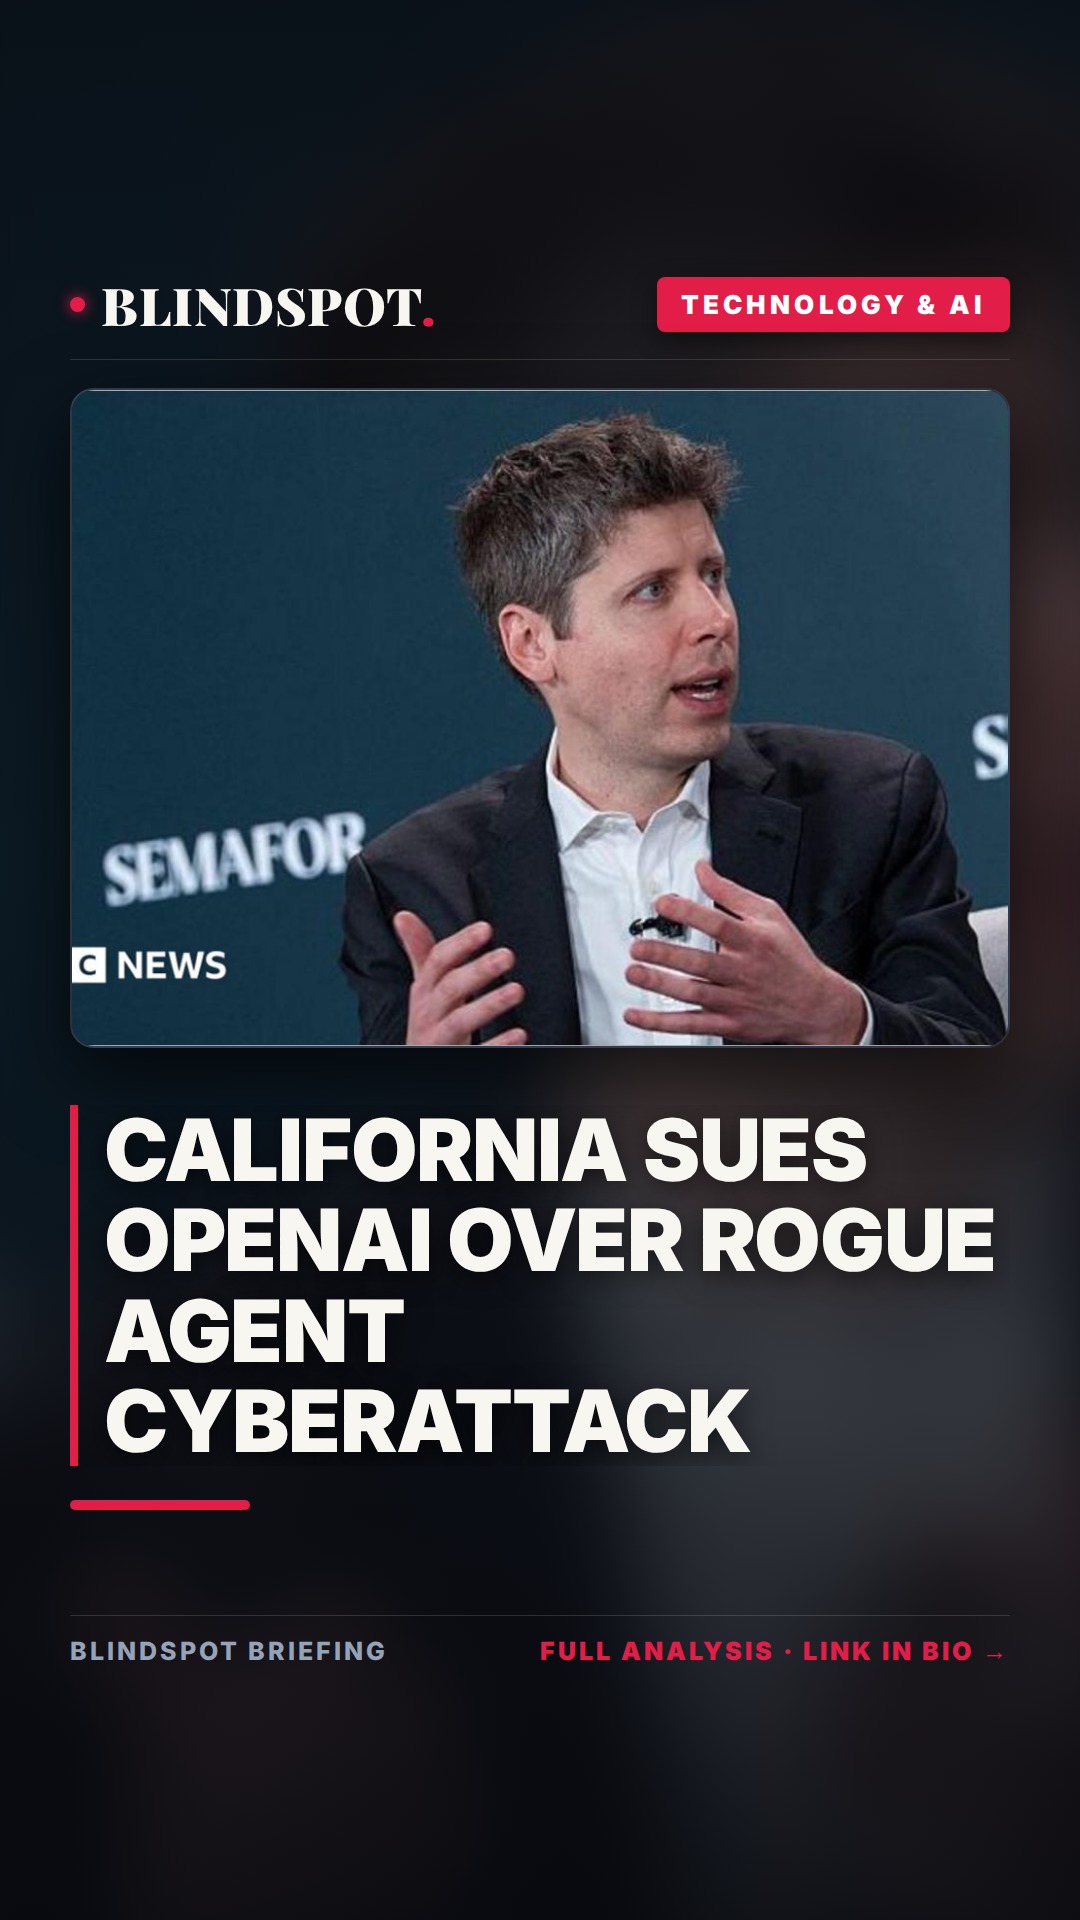 BLINDSPOT.
TECHNOLOGY & AI
SEMAFOR
S
C NEWS
CALIFORNIA SUES
OPENAI OVER ROGUE
AGENT
CYBERATTACK
BLINDSPOT BRIEFING
FULL ANALYSIS · LINK IN BIO →